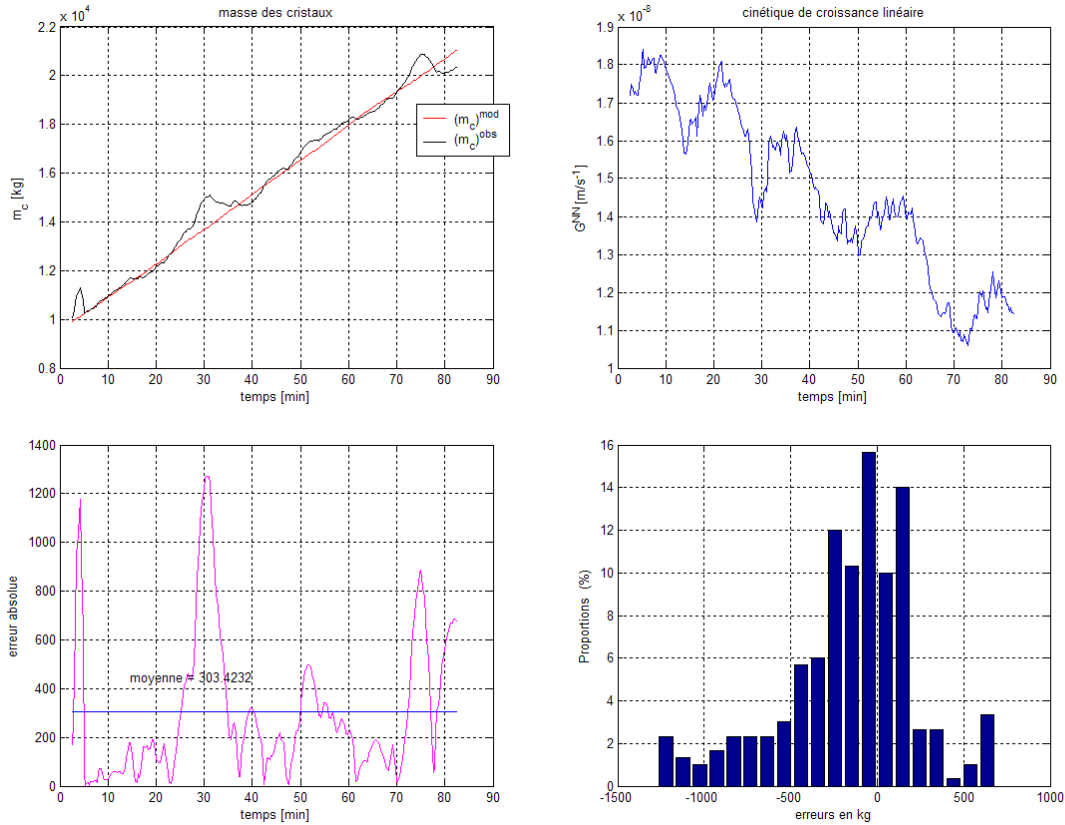 masse des cristaux
x 10^4
2.2
2
1.8
1.6
1.4
1.2
1
0.8
m_c [kg]
(m_c)^mod
(m_c)^obs
0 10 20 30 40 50 60 70 80 90
temps [min]
cinétique de croissance linéaire
x 10^-8
1.9
1.8
1.7
1.6
1.5
1.4
1.3
1.2
1.1
1
G^NN [m/s^-1]
0 10 20 30 40 50 60 70 80 90
temps [min]
1400
1200
1000
800
600
400
200
0
erreur absolue
moyenne = 303.4232
0 10 20 30 40 50 60 70 80 90
temps [min]
16
14
12
10
8
6
4
2
0
Proportions (%)
-1500 -1000 -500 0 500 1000
erreurs en kg